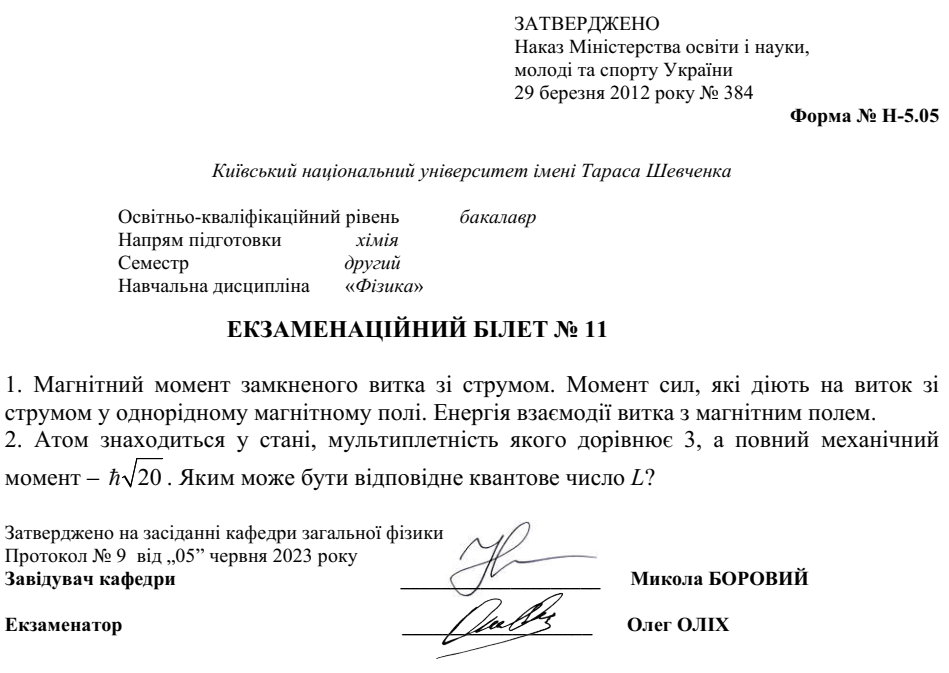 ЗАТВЕРДЖЕНО
Наказ Міністерства освіти і науки,
молоді та спорту України
29 березня 2012 року № 384
Форма № Н-5.05
Київський національний університет імені Тараса Шевченка
Освітньо-кваліфікаційний рівень бакалавр
Напрям підготовки хімія
Семестр другий
Навчальна дисципліна «Фізика»
ЕКЗАМЕНАЦІЙНИЙ БІЛЕТ № 11
1. Магнітний момент замкненого витка зі струмом. Момент сил, які діють на виток зі
струмом у однорідному магнітному полі. Енергія взаємодії витка з магнітним полем.
2. Атом знаходиться у стані, мультиплетність якого дорівнює 3, а повний механічний
момент – ℏ√20 . Яким може бути відповідне квантове число L?
Затверджено на засіданні кафедри загальної фізики
Протокол № 9 від „05” червня 2023 року
Завідувач кафедри Микола БОРОВИЙ
Екзаменатор Олег ОЛІХ